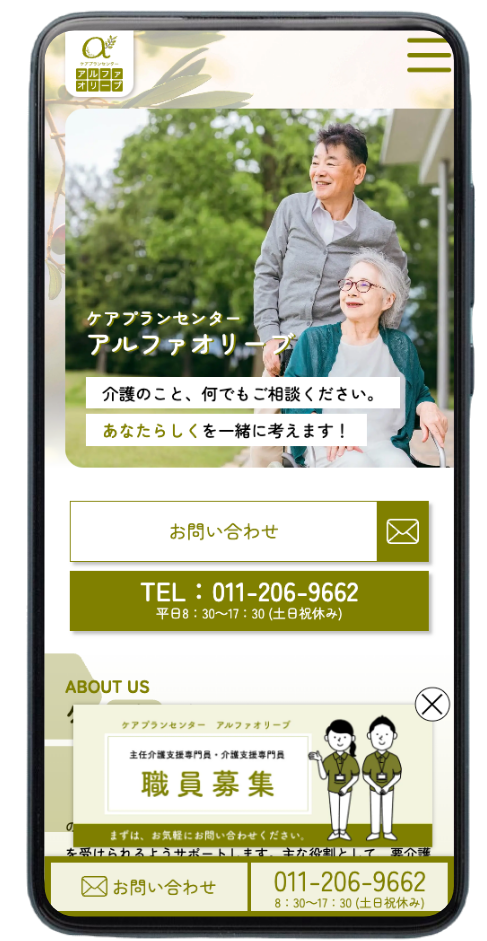 α
ケアプランセンター
アルファ
オリーブ
ケアプランセンター
アルファオリーブ
介護のこと、何でもご相談ください。
あなたらしくを一緒に考えます！
お問い合わせ
TEL：011-206-9662
平日8：30〜17：30 (土日祝休み)
ABOUT US
ケアプランセンター　アルファオリーブ
主任介護支援専門員・介護支援専門員
職員募集
まずは、お気軽にお問い合わせください。
を受けられるようサポートします。主な役割として、要介護
お問い合わせ
011-206-9662
8：30〜17：30 (土日祝休み)